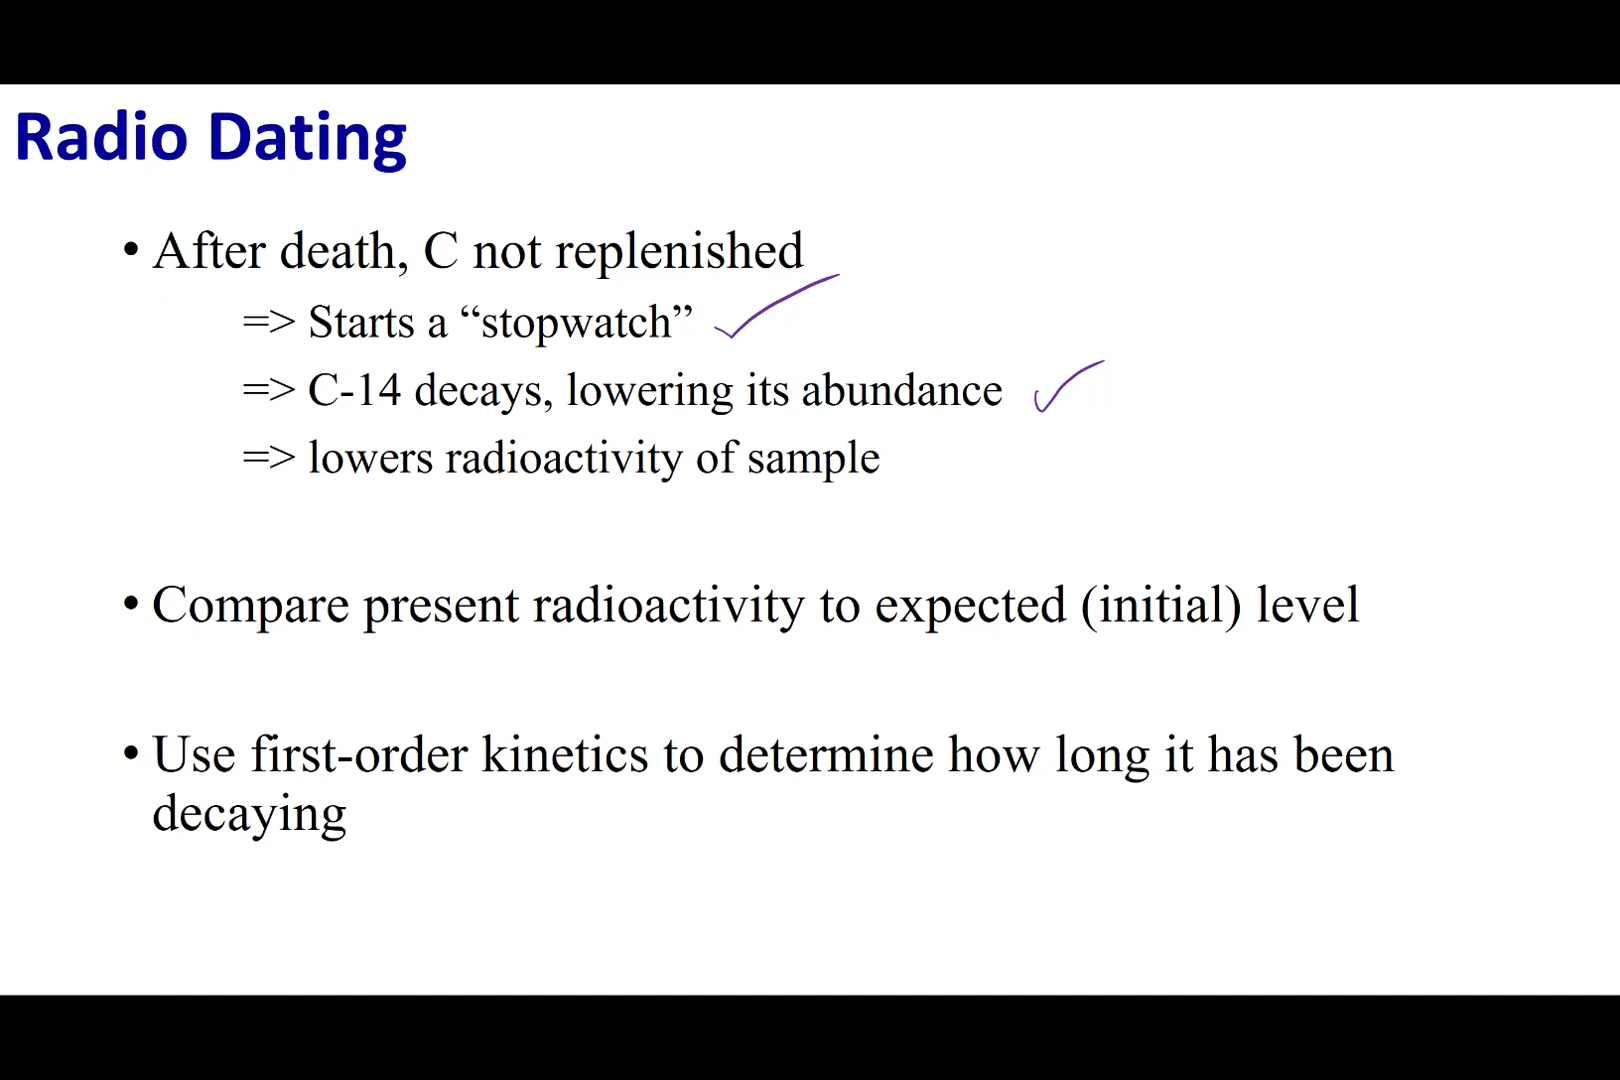 Radio Dating
• After death, C not replenished
=> Starts a “stopwatch”
=> C-14 decays, lowering its abundance
=> lowers radioactivity of sample
• Compare present radioactivity to expected (initial) level
• Use first-order kinetics to determine how long it has been
decaying